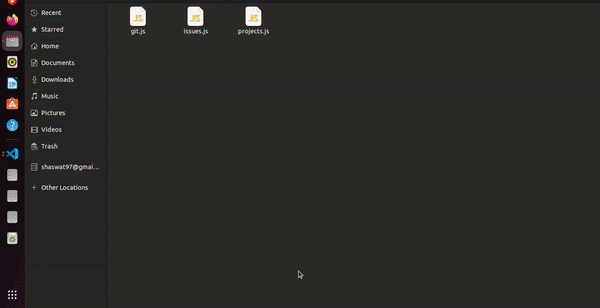 Recent
Starred
Home
Documents
Downloads
Music
Pictures
Videos
Trash
shaswat97@gmai...
Other Locations
JS JS JS
git.js issues.js projects.js